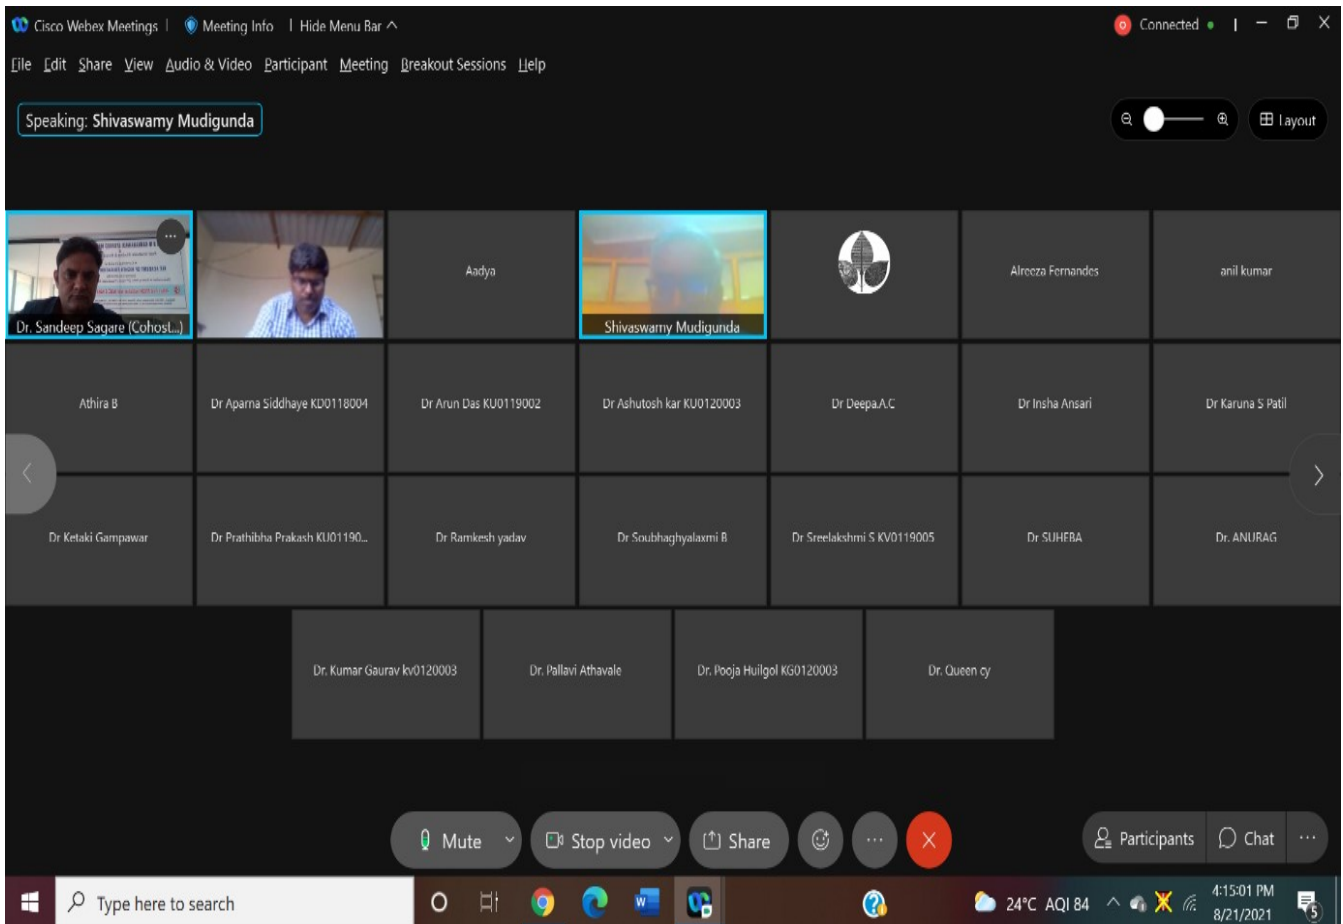 Cisco Webex Meetings | Meeting Info | Hide Menu Bar Connected
File Edit Share View Audio & Video Participant Meeting Breakout Sessions Help
Speaking: Shivaswamy Mudigunda
Layout
Dr. Sandeep Sagare (Cohost...)
Aadya
Shivaswamy Mudigunda
Alreeza Fernandes
anil kumar
Athira B
Dr Aparna Siddhaye KD0118004
Dr Arun Das KU0119002
Dr Ashutosh kar KU0120003
Dr Deepa.A.C
Dr Insha Ansari
Dr Karuna S Patil
Dr Ketaki Gampawar
Dr Prathibha Prakash KU01190...
Dr Ramkesh yadav
Dr Soubhaghyalaxmi B
Dr Sreelakshmi S KV0119005
Dr SUHEBA
Dr. ANURAG
Dr. Kumar Gaurav kv0120003
Dr. Pallavi Athavale
Dr. Pooja Huilgol KG0120003
Dr. Queen cy
Mute Stop video Share Participants Chat
Type here to search 24°C AQI 84
4:15:01 PM
8/21/2021
5